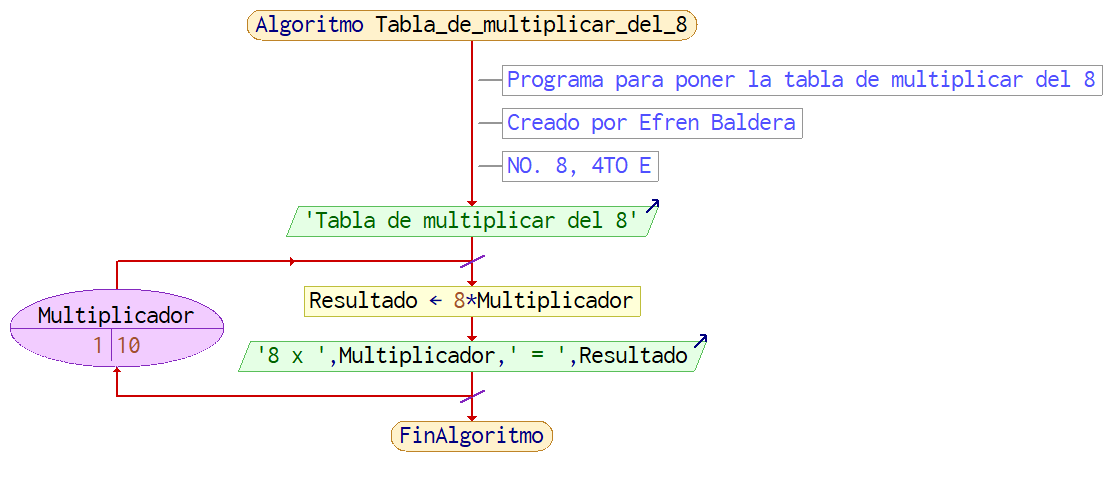 Algoritmo Tabla_de_multiplicar_del_8
Programa para poner la tabla de multiplicar del 8
Creado por Efren Baldera
NO. 8, 4TO E
'Tabla de multiplicar del 8'
Resultado ← 8*Multiplicador
Multiplicador
1 10
'8 x ',Multiplicador,' = ',Resultado
FinAlgoritmo